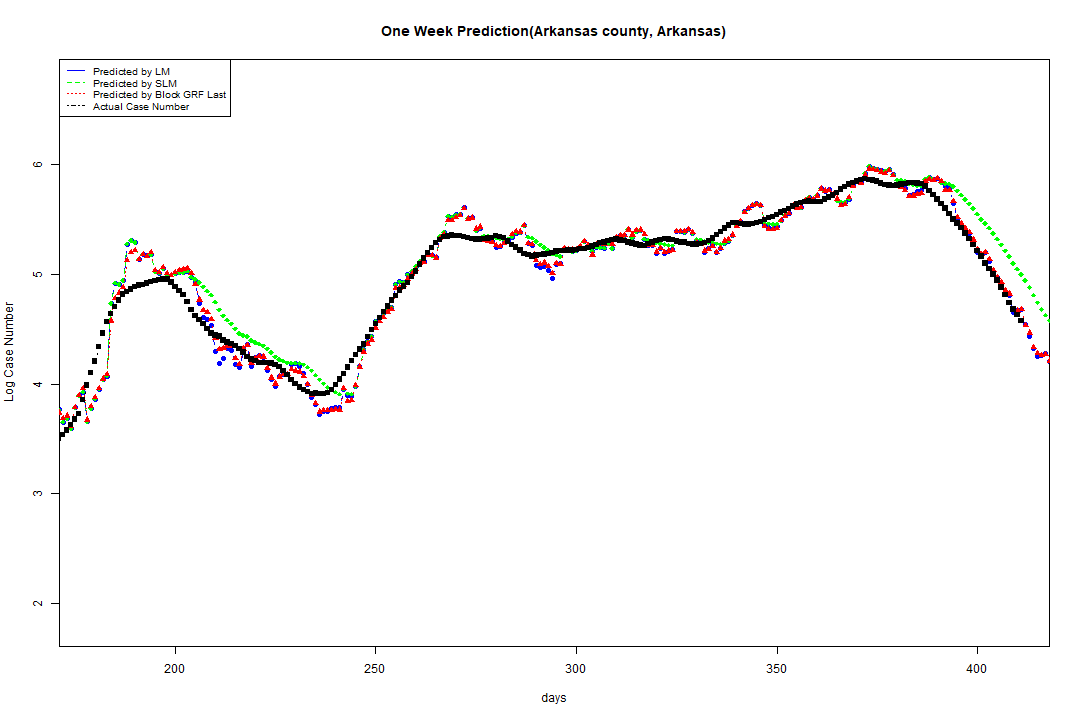 One Week Prediction(Arkansas county, Arkansas)
Predicted by LM
Predicted by SLM
Predicted by Block GRF Last
Actual Case Number
Log Case Number
6
5
4
3
2
200 250 300 350 400
days